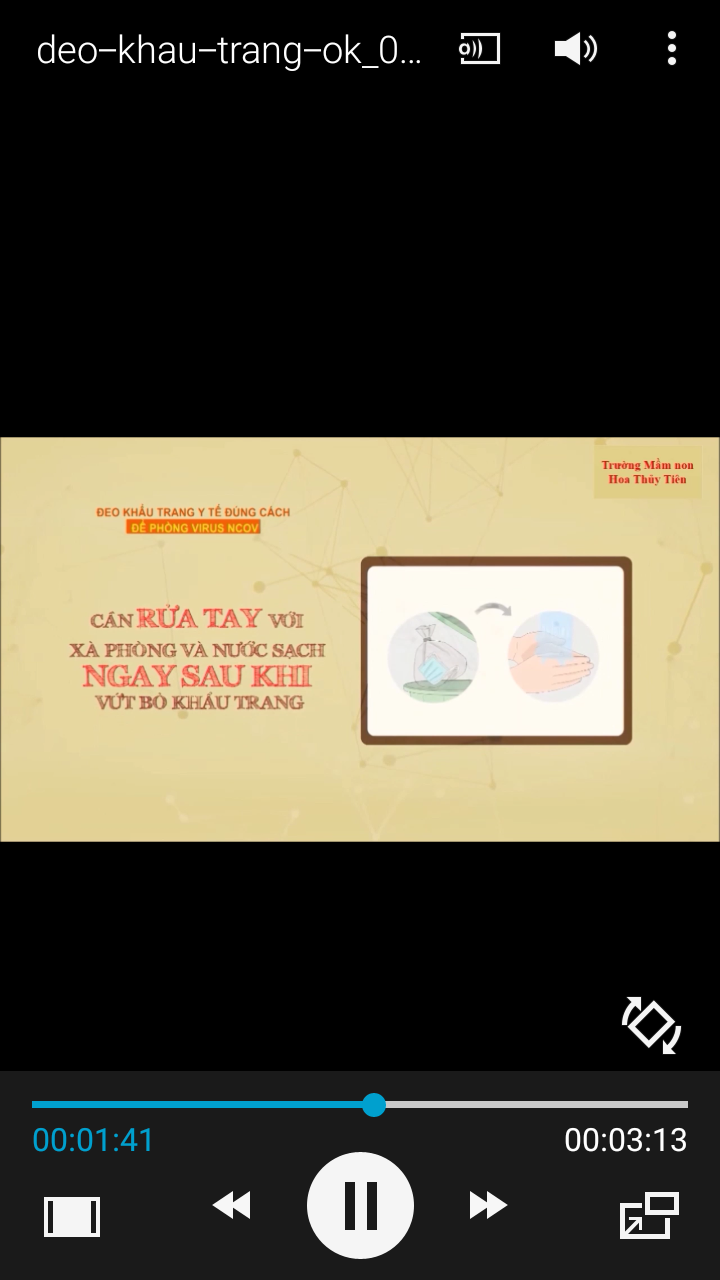 deo-khau-trang-ok_0...
Trường Mầm non
Hoa Thủy Tiên
ĐEO KHẨU TRANG Y TẾ ĐÚNG CÁCH
ĐỂ PHÒNG VIRUS NCOV
CẦN RỬA TAY VỚI
XÀ PHÒNG VÀ NƯỚC SẠCH
NGAY SAU KHI
VỨT BỎ KHẨU TRANG
00:01:41
00:03:13